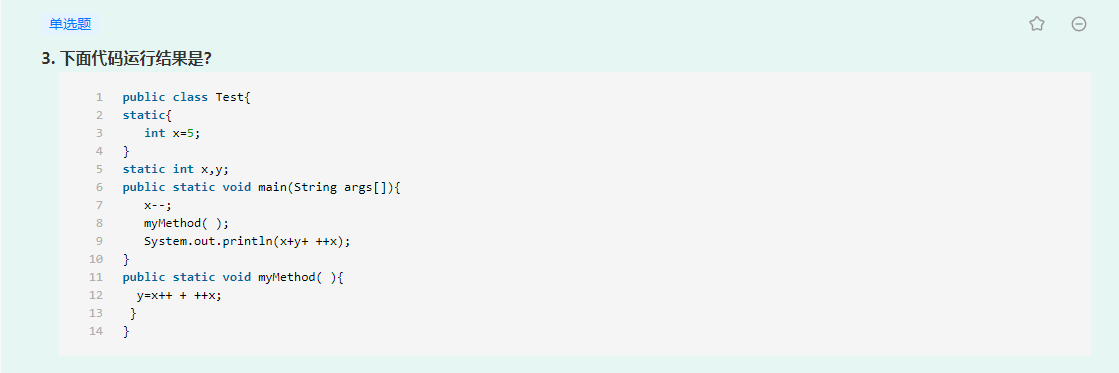 单选题
3. 下面代码运行结果是?
1 public class Test{
2 static{
3    int x=5;
4 }
5 static int x,y;
6 public static void main(String args[]){
7    x--;
8    myMethod( );
9    System.out.println(x+y+ ++x);
10 }
11 public static void myMethod( ){
12   y=x++ + ++x;
13  }
14 }